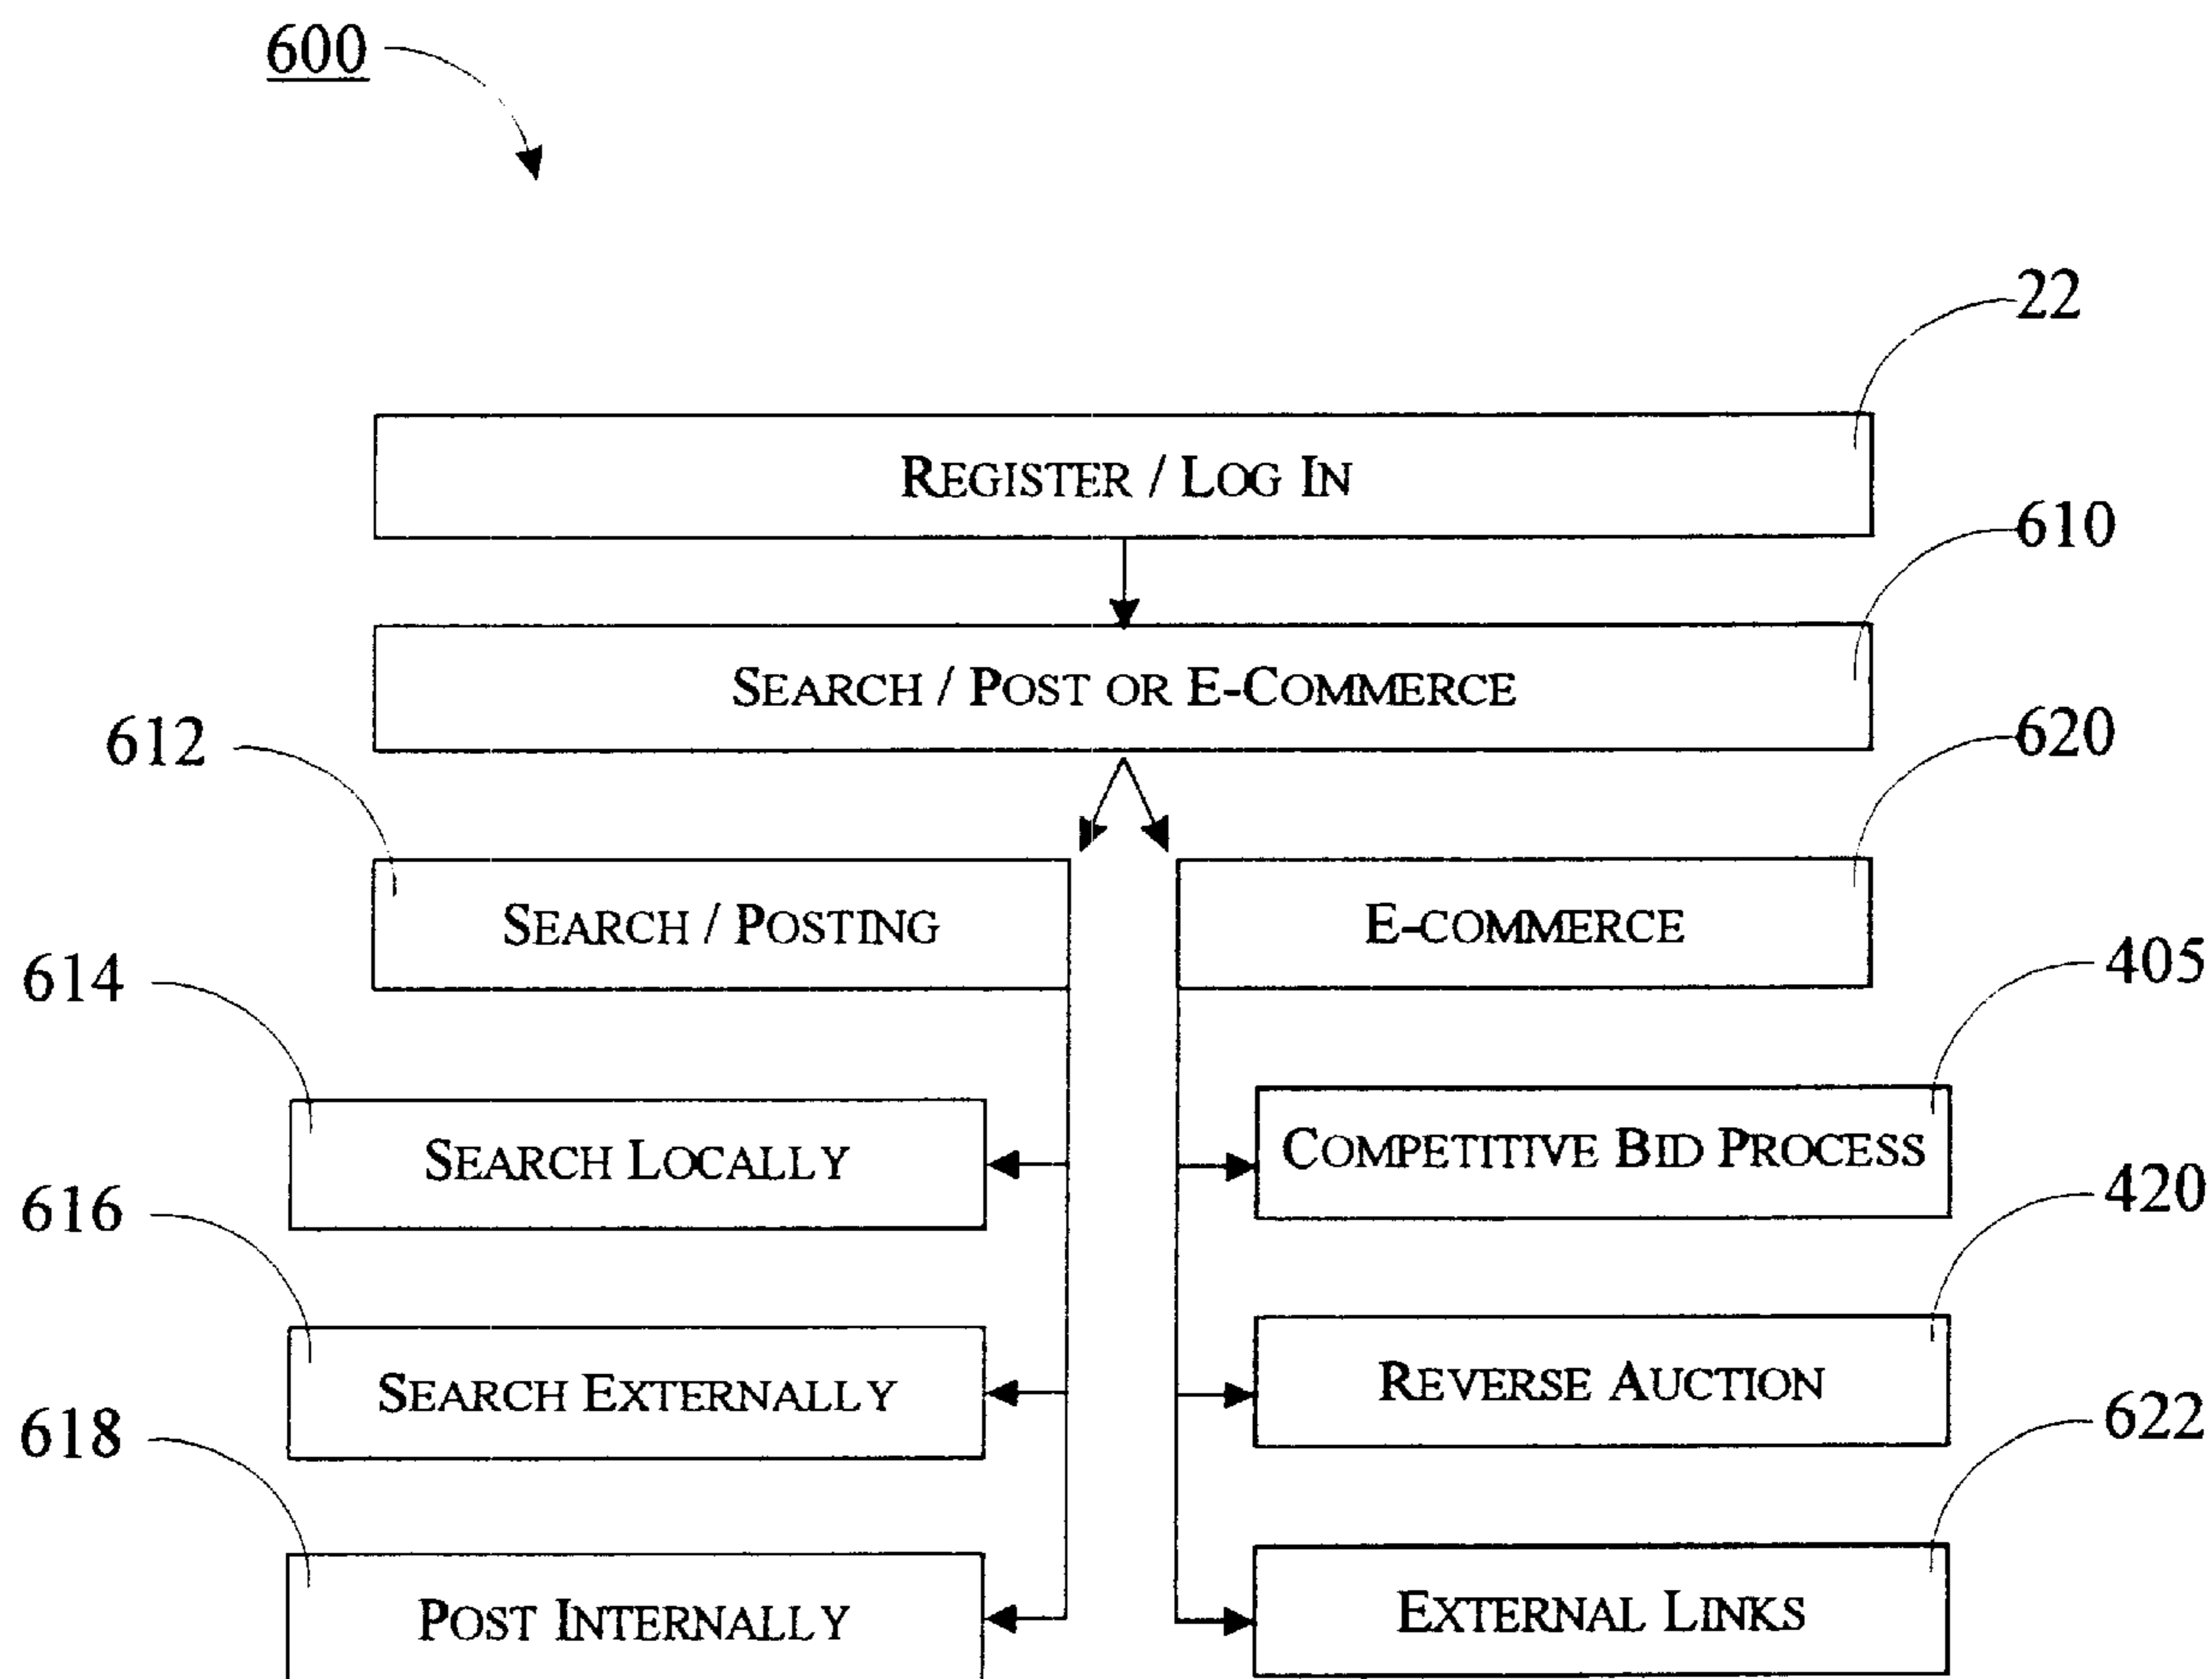 600
22
REGISTER / LOG IN
610
SEARCH / POST OR E-COMMERCE
612
620
SEARCH / POSTING
E-COMMERCE
614
405
SEARCH LOCALLY
COMPETITIVE BID PROCESS
616
420
SEARCH EXTERNALLY
REVERSE AUCTION
618
622
POST INTERNALLY
EXTERNAL LINKS